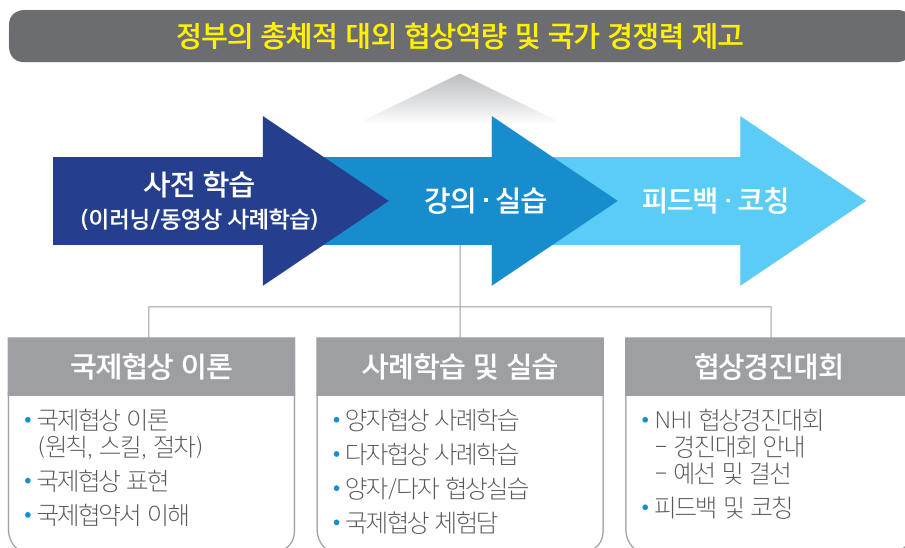 정부의 총체적 대외 협상역량 및 국가 경쟁력 제고
사전 학습
(이러닝/동영상 사례학습)
강의 · 실습
피드백 · 코칭
국제협상 이론
• 국제협상 이론
(원칙, 스킬, 절차)
• 국제협상 표현
• 국제협약서 이해
사례학습 및 실습
• 양자협상 사례학습
• 다자협상 사례학습
• 양자/다자 협상실습
• 국제협상 체험담
협상경진대회
• NHI 협상경진대회
– 경진대회 안내
– 예선 및 결선
• 피드백 및 코칭